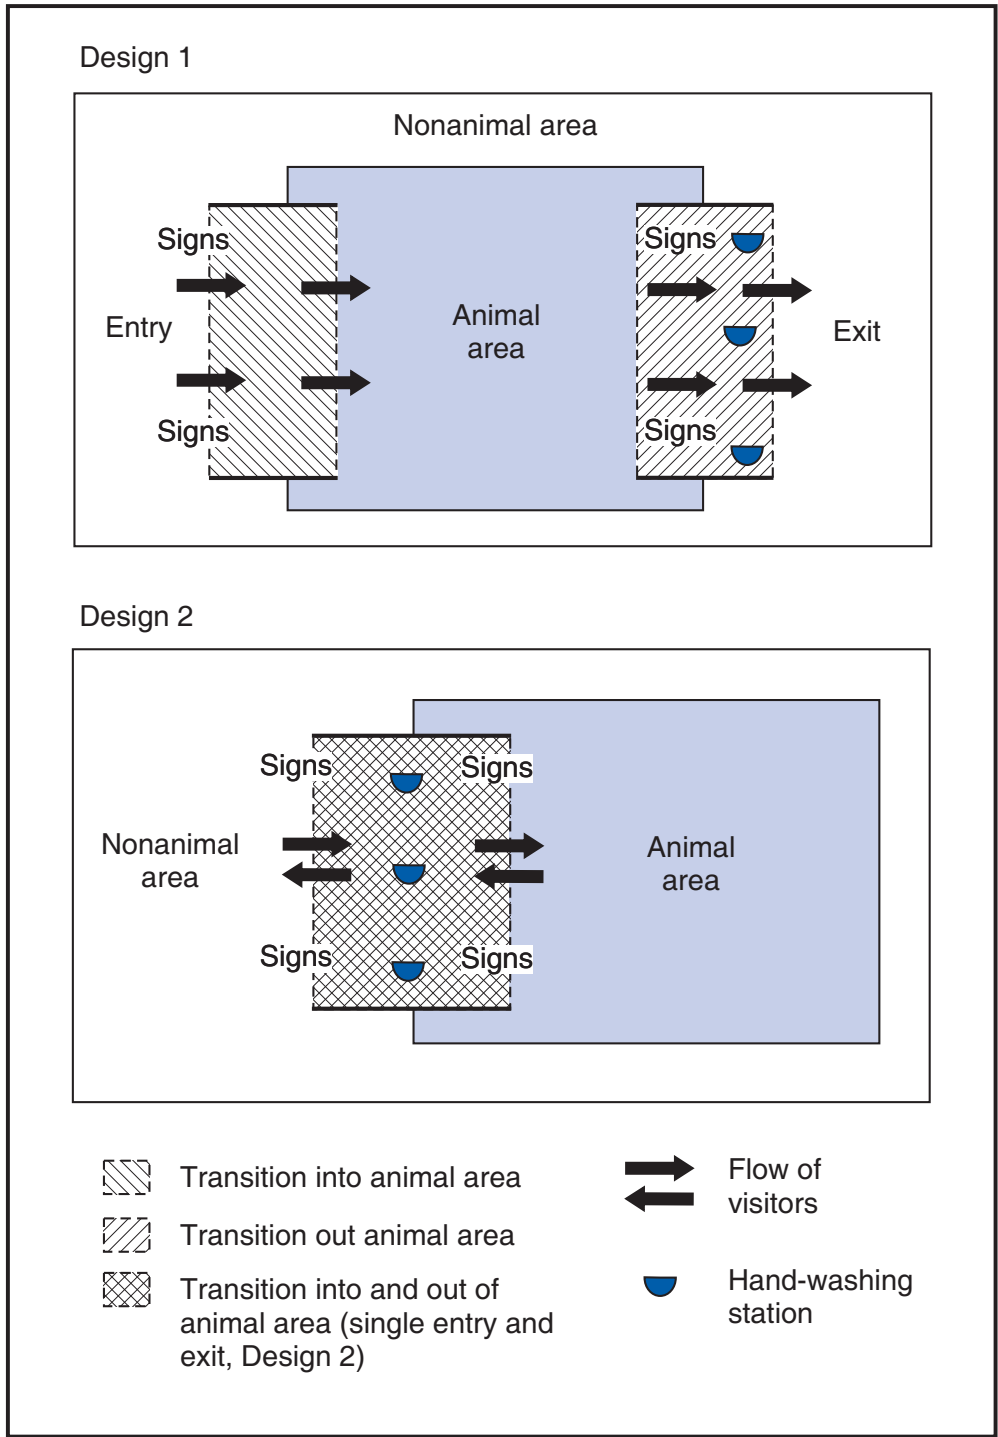 Design 1
Nonanimal area
Signs
Signs
Entry
Animal
area
Exit
Signs
Signs
Design 2
Signs
Signs
Nonanimal
area
Animal
area
Signs
Signs
Transition into animal area
Transition out animal area
Transition into and out of
animal area (single entry and
exit, Design 2)
Flow of
visitors
Hand-washing
station